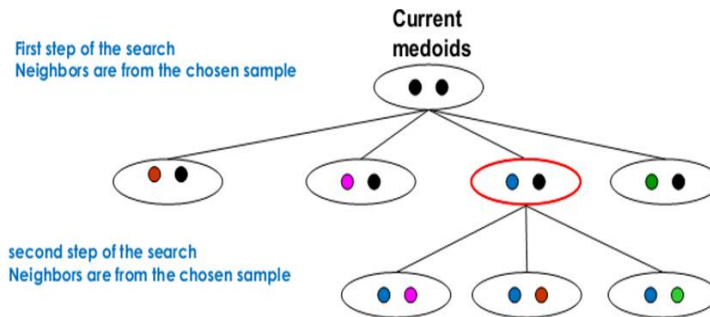 Current
medoids
First step of the search
Neighbors are from the chosen sample
second step of the search
Neighbors are from the chosen sample